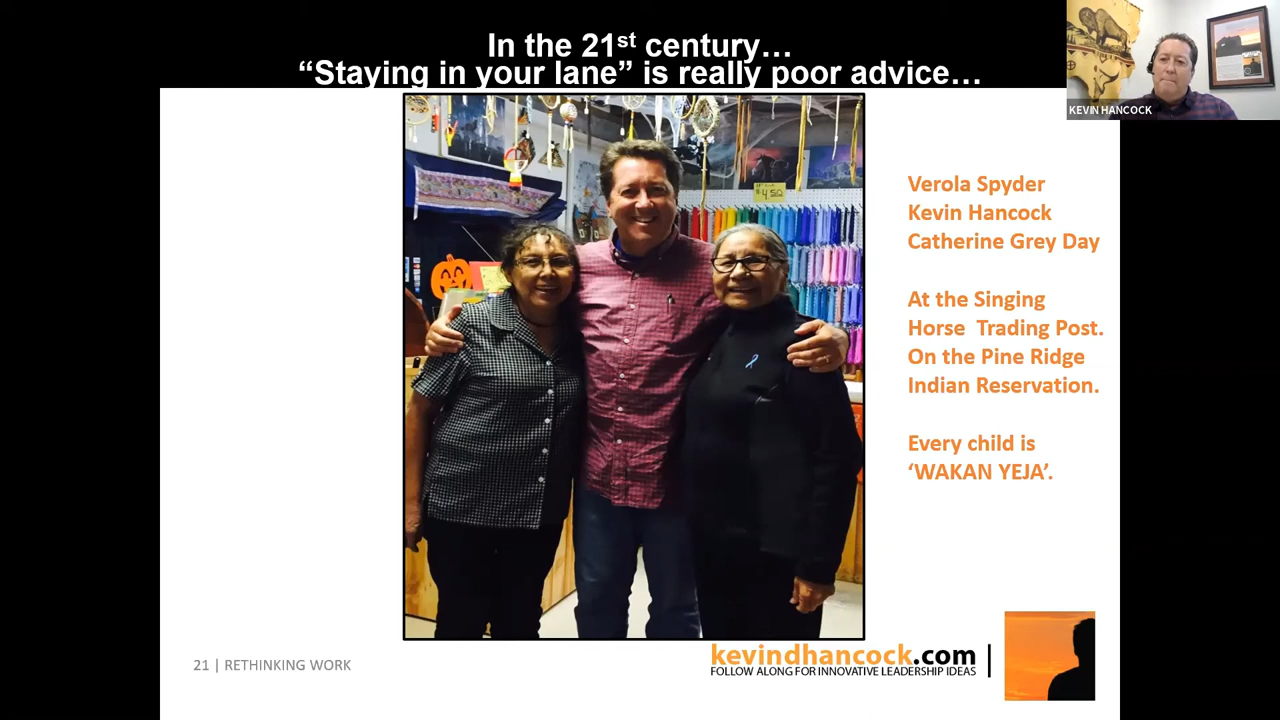 In the 21st century…
“Staying in your lane” is really poor advice…
KEVIN HANCOCK
4.50
Verola Spyder
Kevin Hancock
Catherine Grey Day
At the Singing
Horse Trading Post.
On the Pine Ridge
Indian Reservation.
Every child is
‘WAKAN YEJA’.
21 | RETHINKING WORK
kevindhancock.com
FOLLOW ALONG FOR INNOVATIVE LEADERSHIP IDEAS